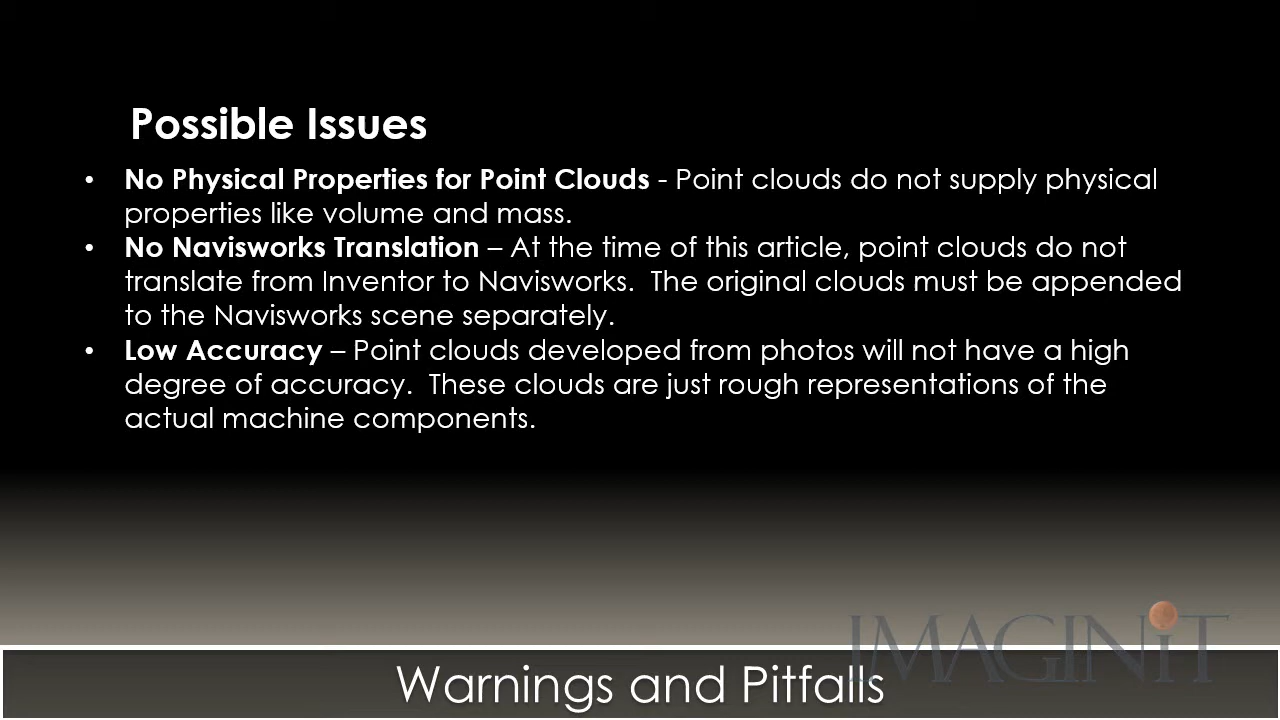 Possible Issues
• No Physical Properties for Point Clouds - Point clouds do not supply physical
properties like volume and mass.
• No Navisworks Translation – At the time of this article, point clouds do not
translate from Inventor to Navisworks.  The original clouds must be appended
to the Navisworks scene separately.
• Low Accuracy – Point clouds developed from photos will not have a high
degree of accuracy.  These clouds are just rough representations of the
actual machine components.
IMAGINiT
Warnings and Pitfalls